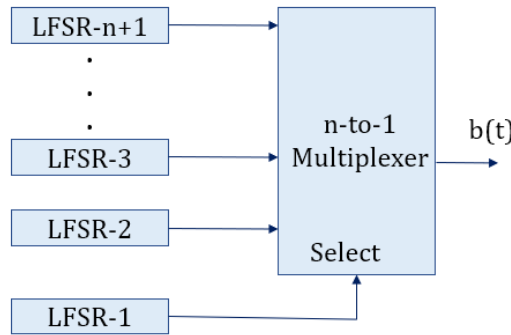 LFSR-n+1
n-to-1
Multiplexer
b(t)
LFSR-3
LFSR-2
Select
LFSR-1